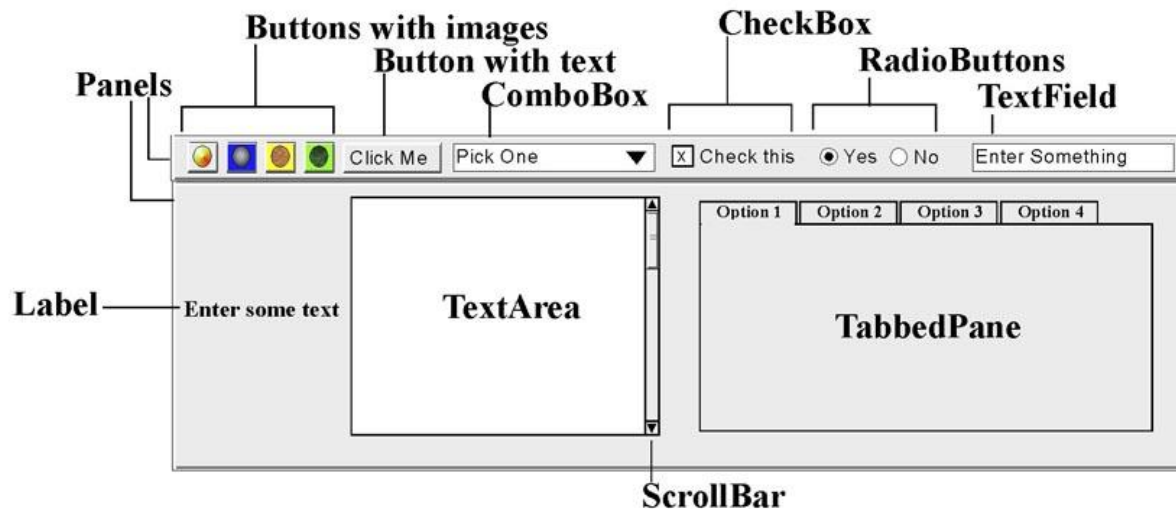 Buttons with images
CheckBox
Button with text
RadioButtons
Panels
ComboBox
TextField
Click Me
Pick One
X
Check this
Yes
No
Enter Something
Option 1
Option 2
Option 3
Option 4
Label
Enter some text
TextArea
TabbedPane
ScrollBar